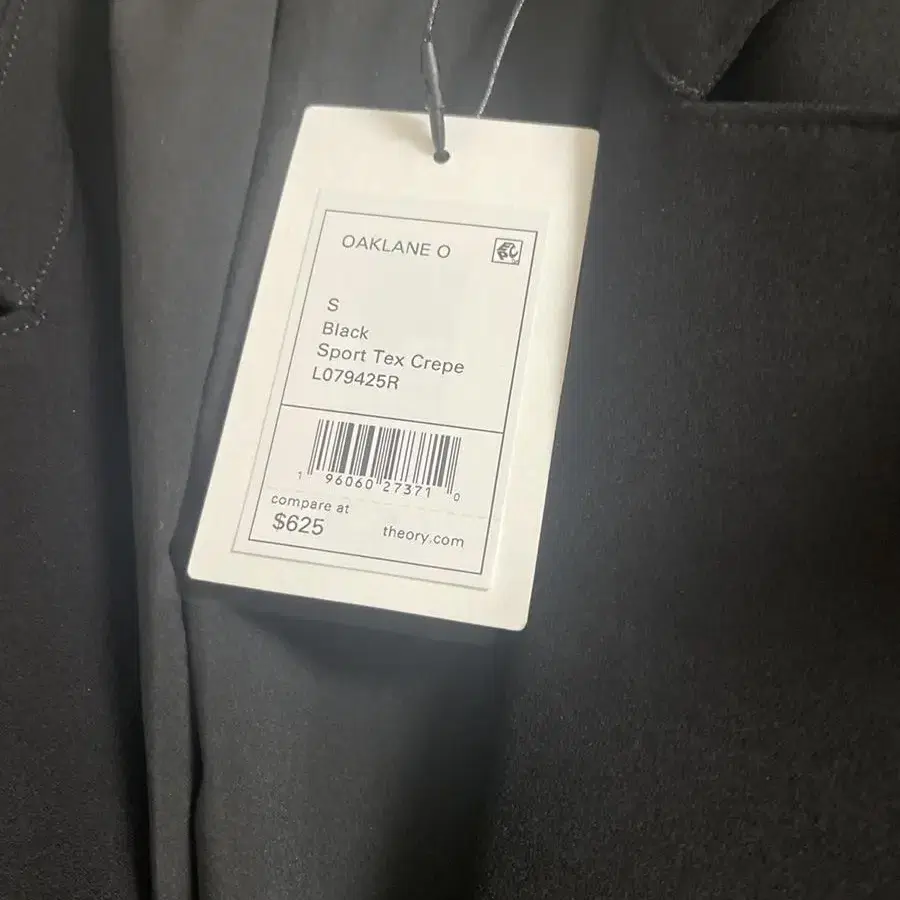 OAKLANE O
S
Black
Sport Tex Crepe
L079425R
1 96060 27371 0
compare at
$625
theory.com